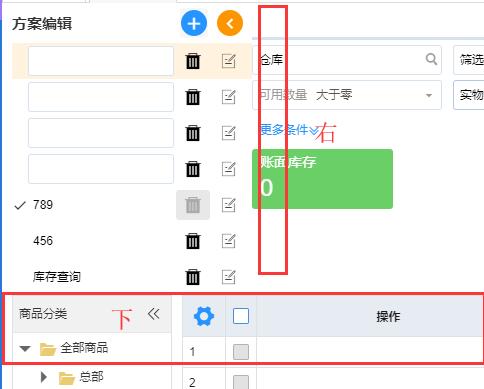 方案编辑
仓库
筛选
可用数量 大于零
实物
更多条件
右
账面库存
0
789
456
库存查询
商品分类
下
操作
全部商品
1
总部
2